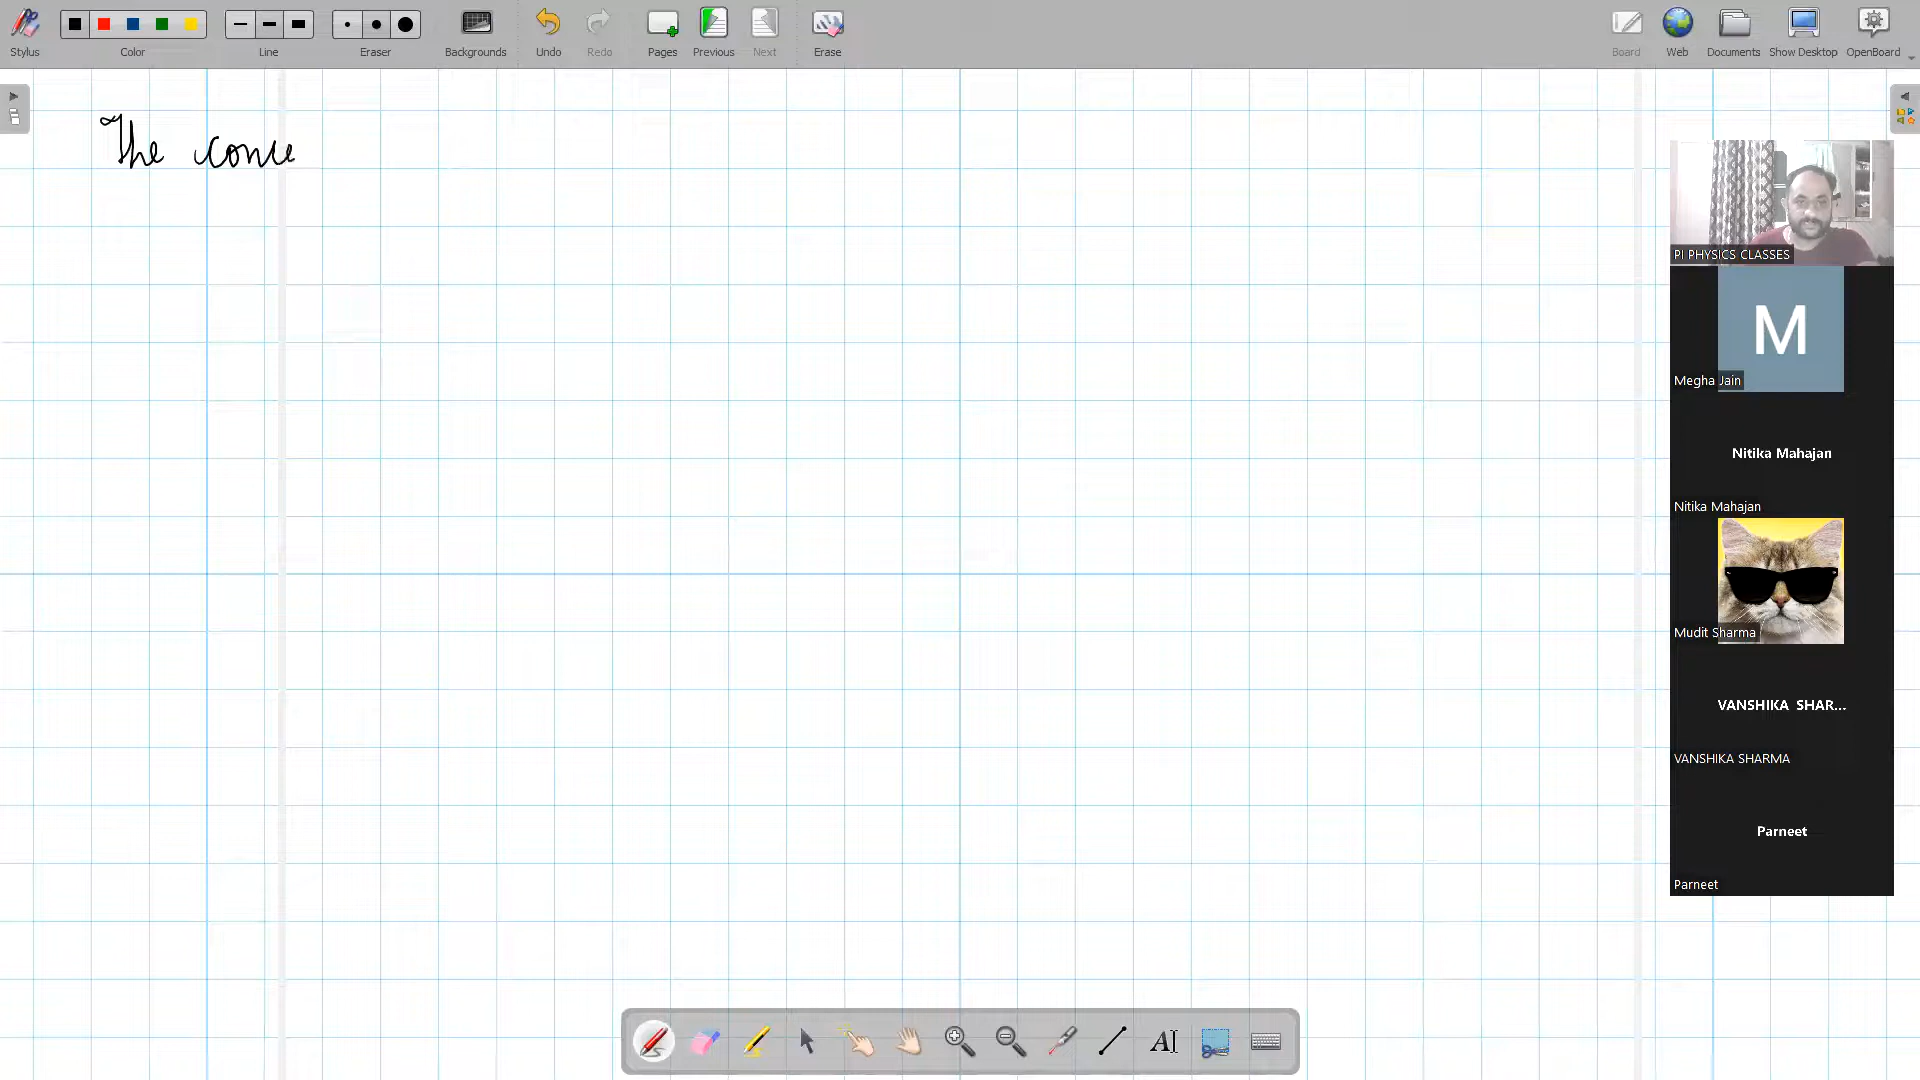 Stylus Color Line Eraser Backgrounds Undo Redo Pages Previous Next Erase Board Web Documents Show Desktop OpenBoard
The conce
PI PHYSICS CLASSES
M
Megha Jain
Nitika Mahajan
Nitika Mahajan
Mudit Sharma
VANSHIKA SHAR...
VANSHIKA SHARMA
Parneet
Parneet